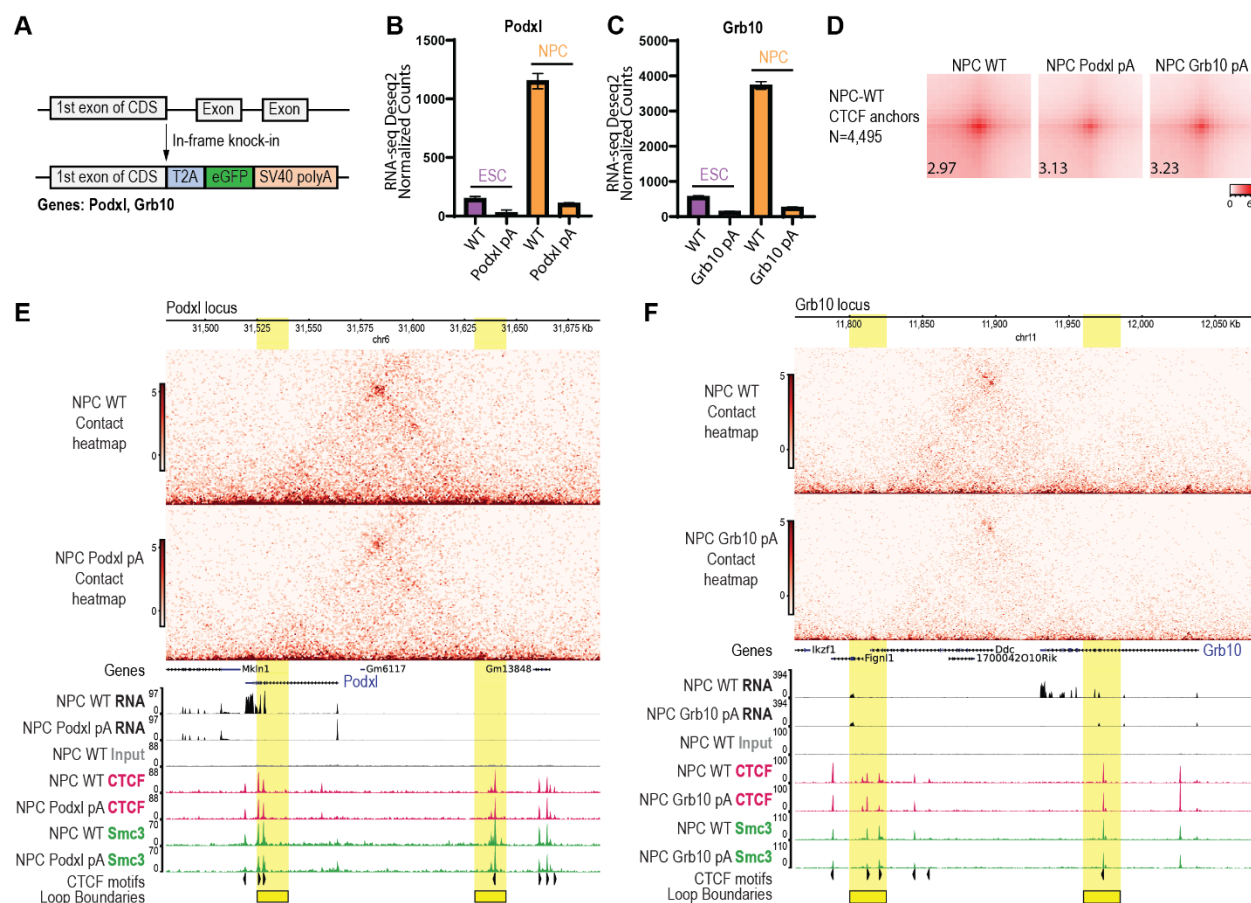 A
1st exon of CDS
Exon
Exon
In-frame knock-in
1st exon of CDS
T2A
eGFP
SV40 polyA
Genes: Podxl, Grb10
B
Podxl
RNA-seq Deseq2
Normalized Counts
1500
1000
500
0
ESC
NPC
WT
Podxl pA
WT
Podxl pA
C
Grb10
RNA-seq Deseq2
Normalized Counts
5000
4000
3000
2000
1000
0
ESC
NPC
WT
Grb10 pA
WT
Grb10 pA
D
NPC WT
NPC Podxl pA
NPC Grb10 pA
NPC-WT
CTCF anchors
N=4,495
2.97
3.13
3.23
0 6
E
Podxl locus
31,500 31,525 31,550 31,575 31,600 31,625 31,650 31,675 Kb
chr6
NPC WT
Contact
heatmap
5
0
NPC Podxl pA
Contact
heatmap
5
0
Genes
Mkln1
Gm6117
Gm13848
Podxl
NPC WT RNA
97
0
NPC Podxl pA RNA
97
0
NPC WT Input
88
0
NPC WT CTCF
88
0
NPC Podxl pA CTCF
88
0
NPC WT Smc3
70
0
NPC Podxl pA Smc3
70
0
CTCF motifs
Loop Boundaries
F
Grb10 locus
11,800 11,850 11,900 11,950 12,000 12,050 Kb
chr11
NPC WT
Contact
heatmap
5
0
NPC Grb10 pA
Contact
heatmap
5
0
Genes
Ikzf1
Ddc
Grb10
Fignl1
1700042O10Rik
NPC WT RNA
394
0
NPC Grb10 pA RNA
394
0
NPC WT Input
100
0
NPC WT CTCF
100
0
NPC Grb10 pA CTCF
100
0
NPC WT Smc3
110
0
NPC Grb10 pA Smc3
110
0
CTCF motifs
Loop Boundaries